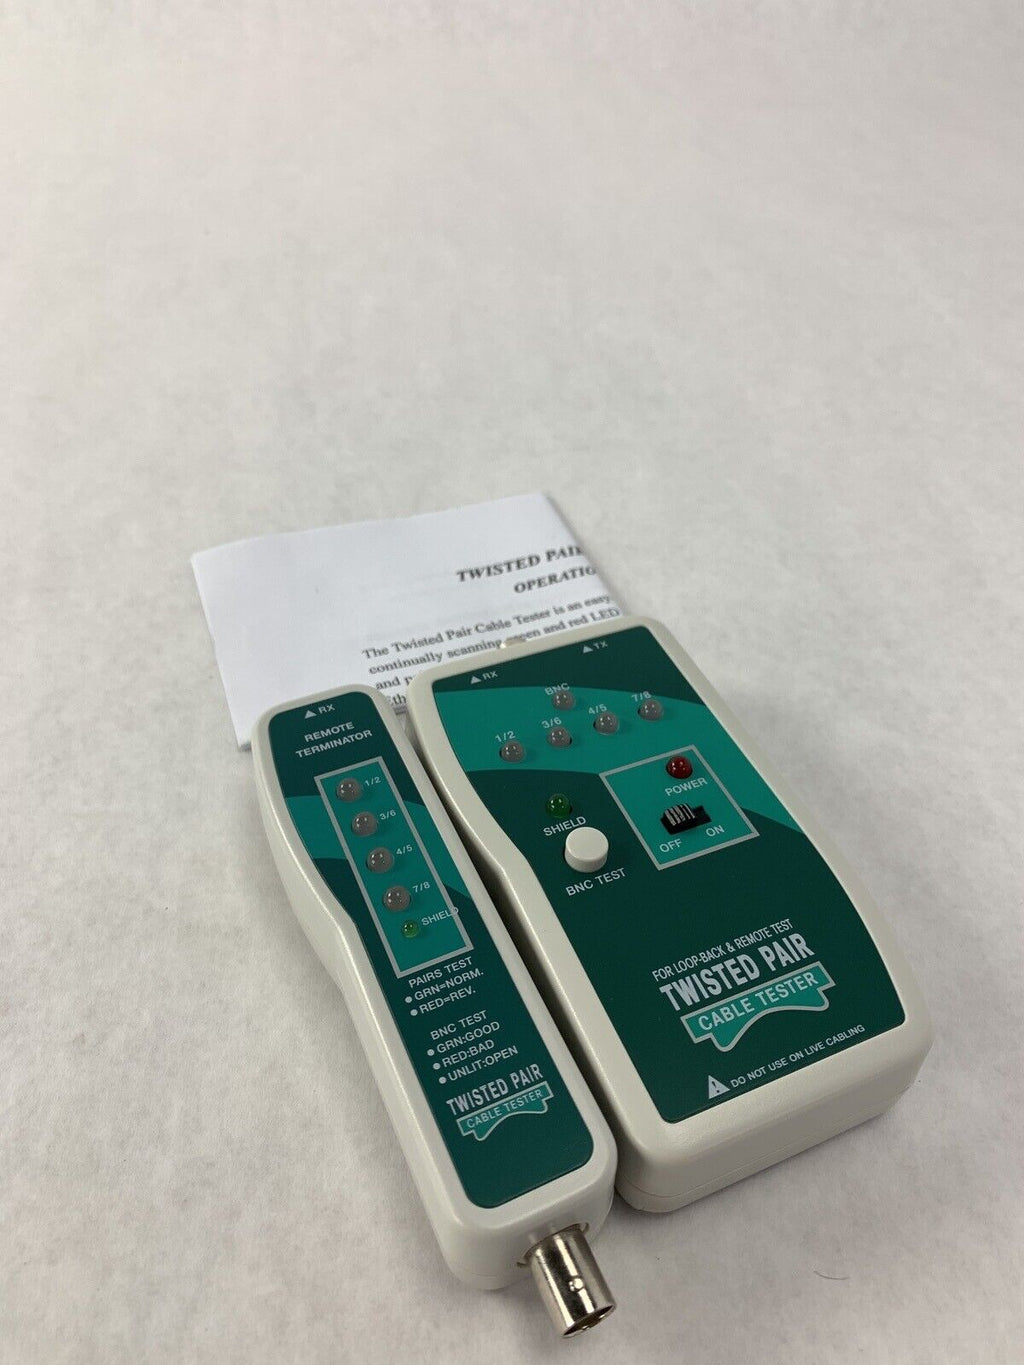 TWISTED
OPERATIO
The Twisted Pair Cable Tester is an easy
continually scanning green and red LED
and
RX
REMOTE
TERMINATOR
1/2
3/6
4/5
7/8
SHIELD
PAIRS TEST
GRN=NORM.
RED=REV.
BNC TEST
GRN:GOOD
RED:BAD
UNLIT:OPEN
TWISTED PAIR
CABLE TESTER
RX
TX
BNC
1/2
3/6
4/5
7/8
POWER
OFF
ON
SHIELD
BNC TEST
FOR LOOP-BACK & REMOTE TEST
TWISTED PAIR
CABLE TESTER
DO NOT USE ON LIVE CABLING